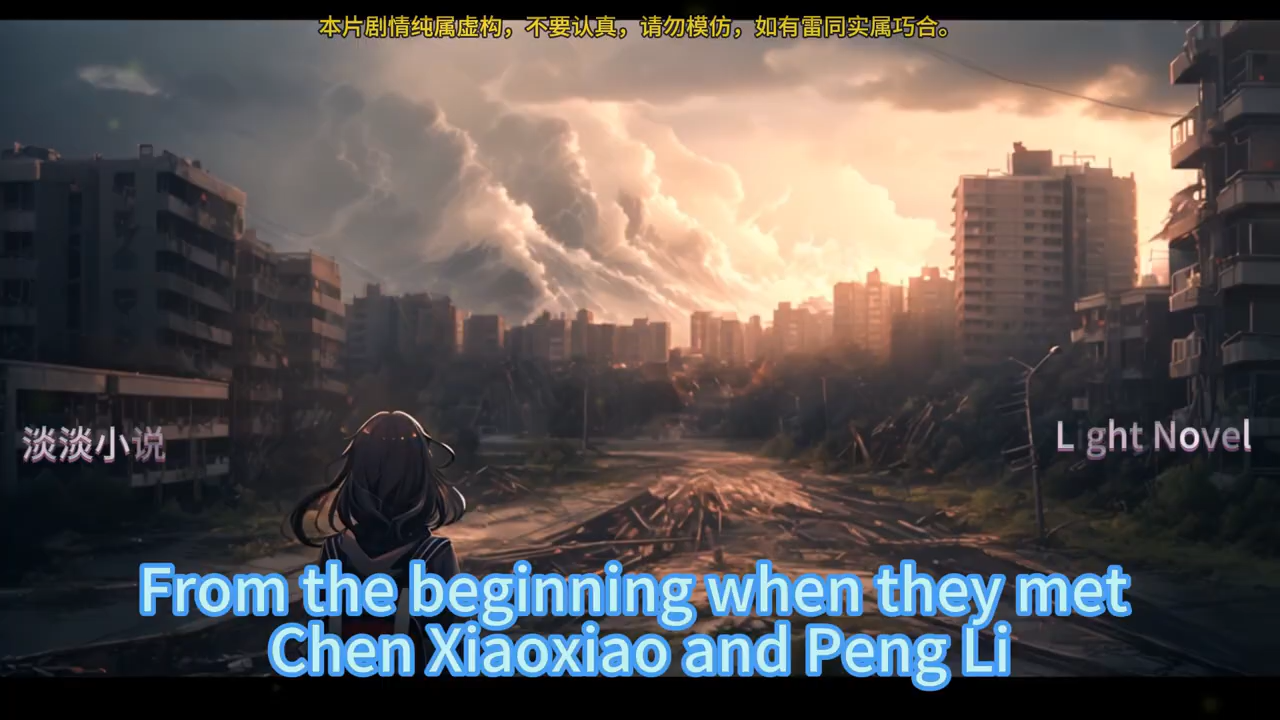 本片剧情纯属虚构，不要认真，请勿模仿，如有雷同实属巧合。
淡淡小说
Light Novel
From the beginning when they met
Chen Xiaoxiao and Peng Li